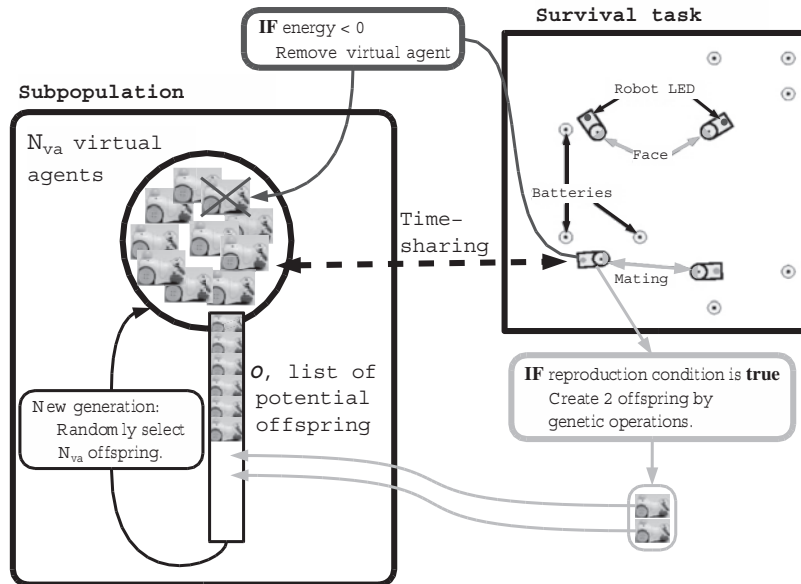 IF energy < 0
Remove virtual agent
Survival task
Subpopulation
Robot LED
Face
Batteries
Mating
N_va virtual
agents
Time-
sharing
O, list of
potential
offspring
New generation:
Randomly select
N_va offspring.
IF reproduction condition is true
Create 2 offspring by
genetic operations.